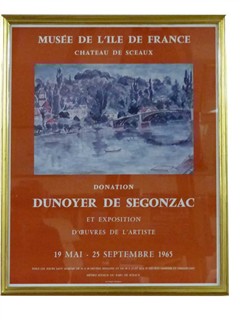 MUSÉE DE L'ILE DE FRANCE
CHATEAU DE SCEAUX
DONATION
DUNOYER DE SEGONZAC
ET EXPOSITION
D'ŒUVRES DE L'ARTISTE
19 MAI - 25 SEPTEMBRE 1965